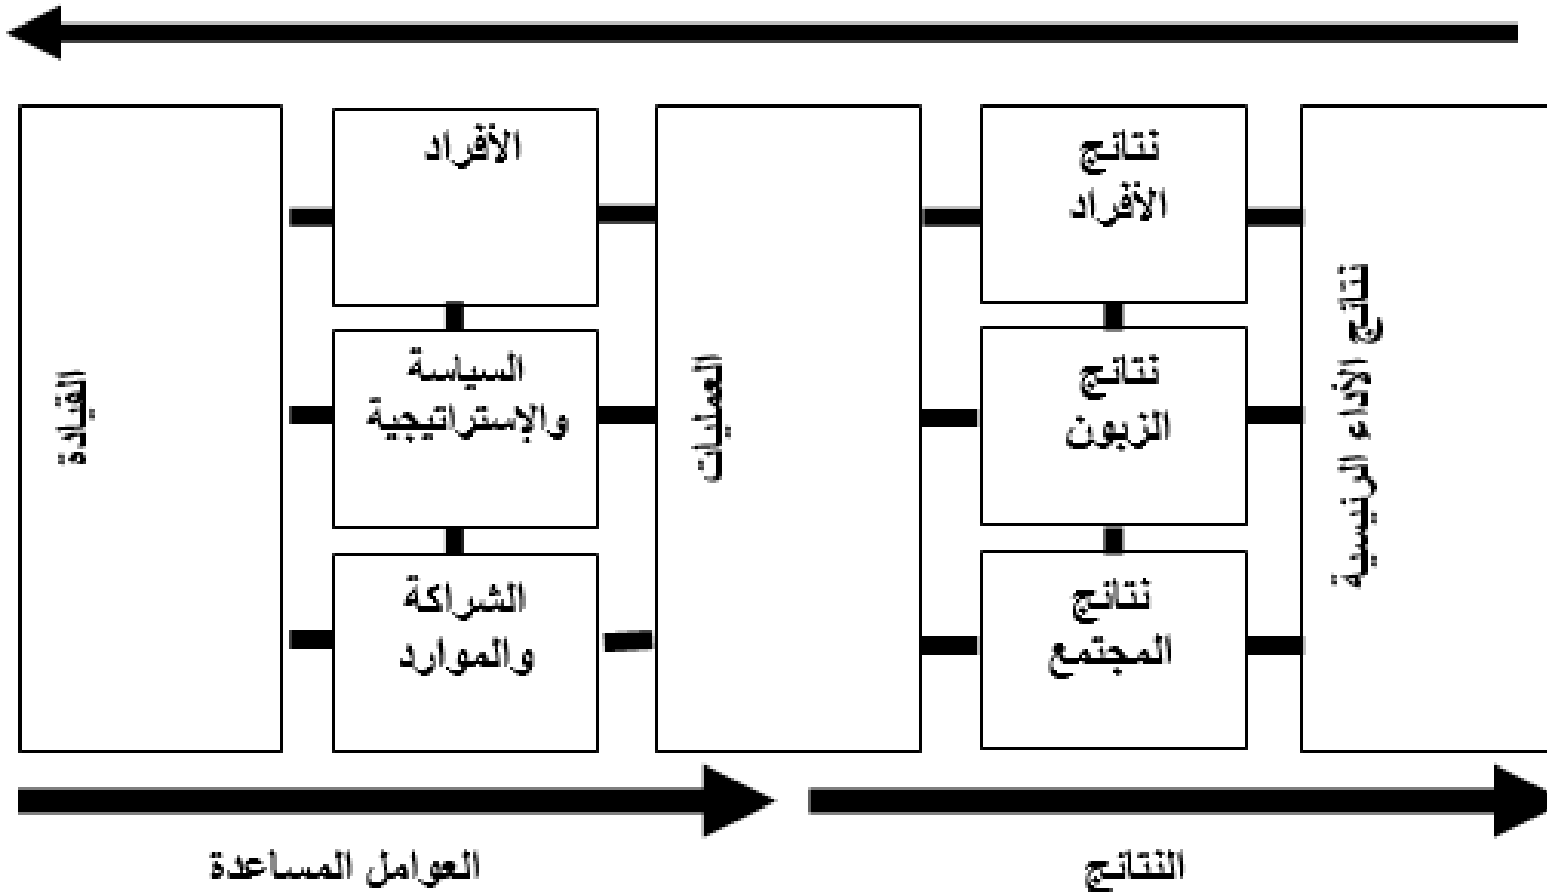 القيادة
الأفراد
السياسة
والإستراتيجية
الشراكة
والموارد
العمليات
نتائج
الأفراد
نتائج
الزبون
نتائج
المجتمع
نتائج الأداء الرئيسية
العوامل المساعدة
النتائج